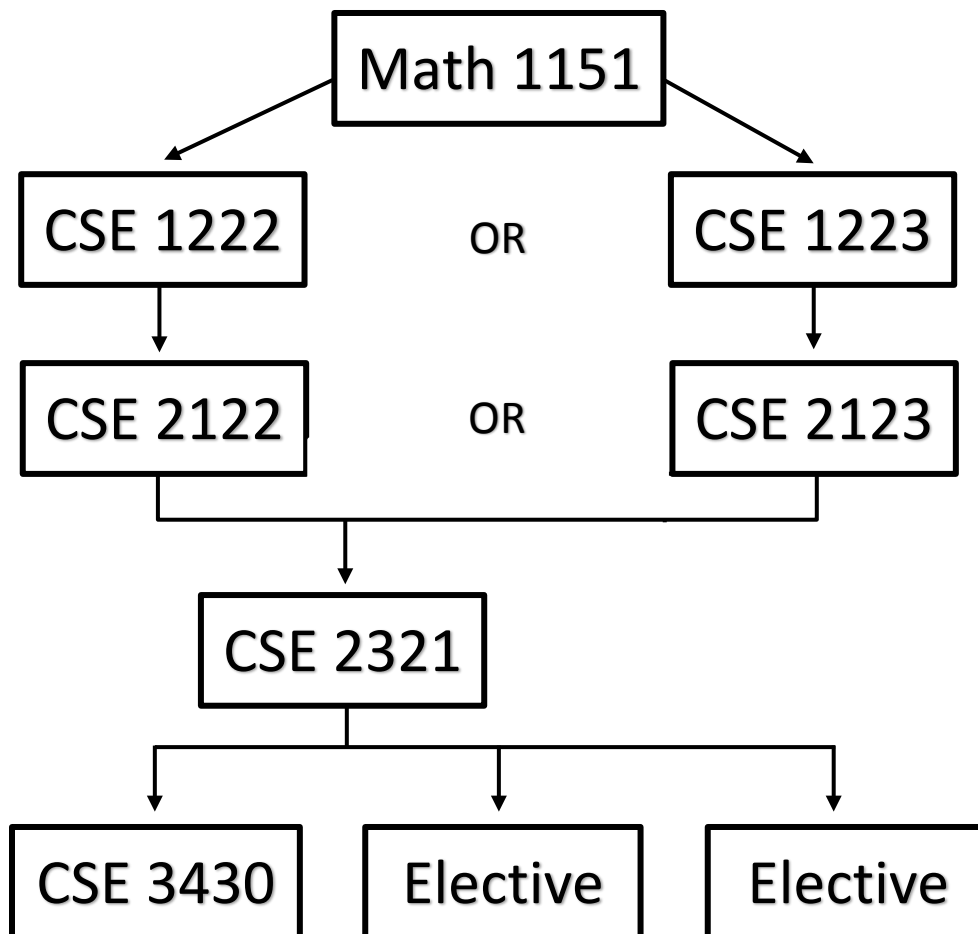 Math 1151
CSE 1222
OR
CSE 1223
CSE 2122
OR
CSE 2123
CSE 2321
CSE 3430
Elective
Elective